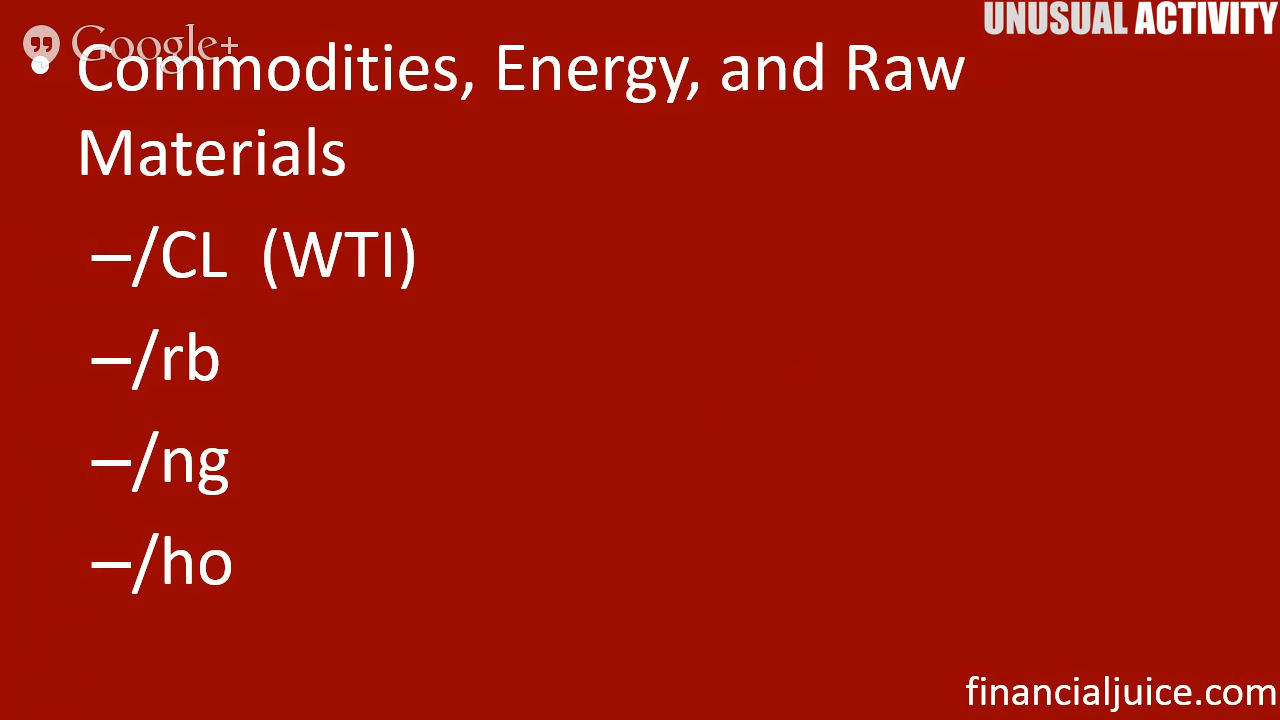 UNUSUAL ACTIVITY
Google+
• Commodities, Energy, and Raw
Materials
–/CL (WTI)
–/rb
–/ng
–/ho
financialjuice.com